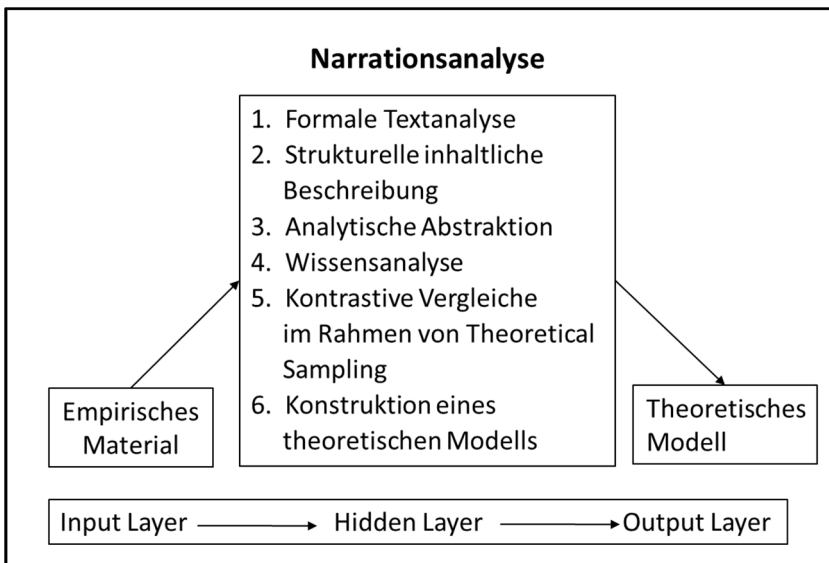 Narrationsanalyse
1. Formale Textanalyse
2. Strukturelle inhaltliche
Beschreibung
3. Analytische Abstraktion
4. Wissensanalyse
5. Kontrastive Vergleiche
im Rahmen von Theoretical
Sampling
6. Konstruktion eines
theoretischen Modells
Empirisches
Material
Theoretisches
Modell
Input Layer Hidden Layer Output Layer